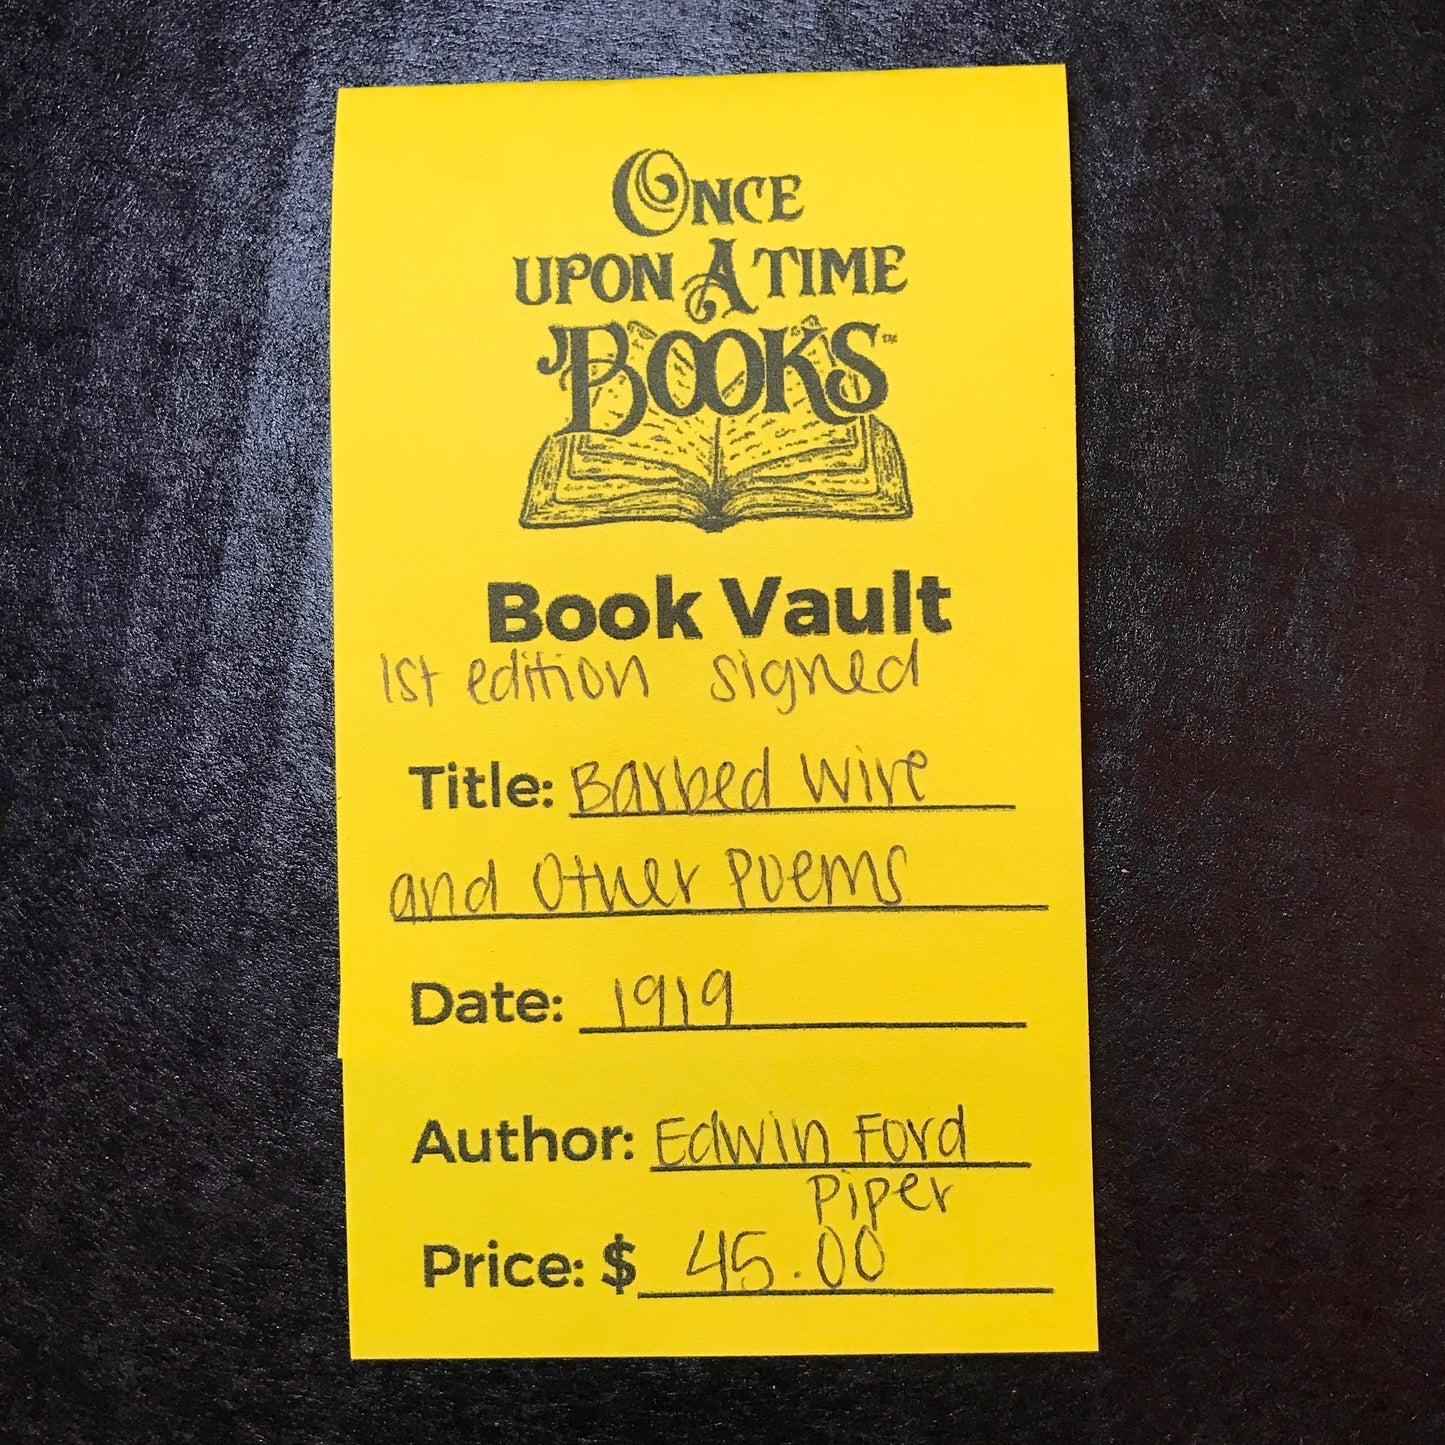 ONCE
UPON A TIME
BOOKS™
Book Vault
1st edition signed
Title: Barbed Wire
and Other Poems
Date: 1919
Author: Edwin Ford
Piper
Price: $ 45.00